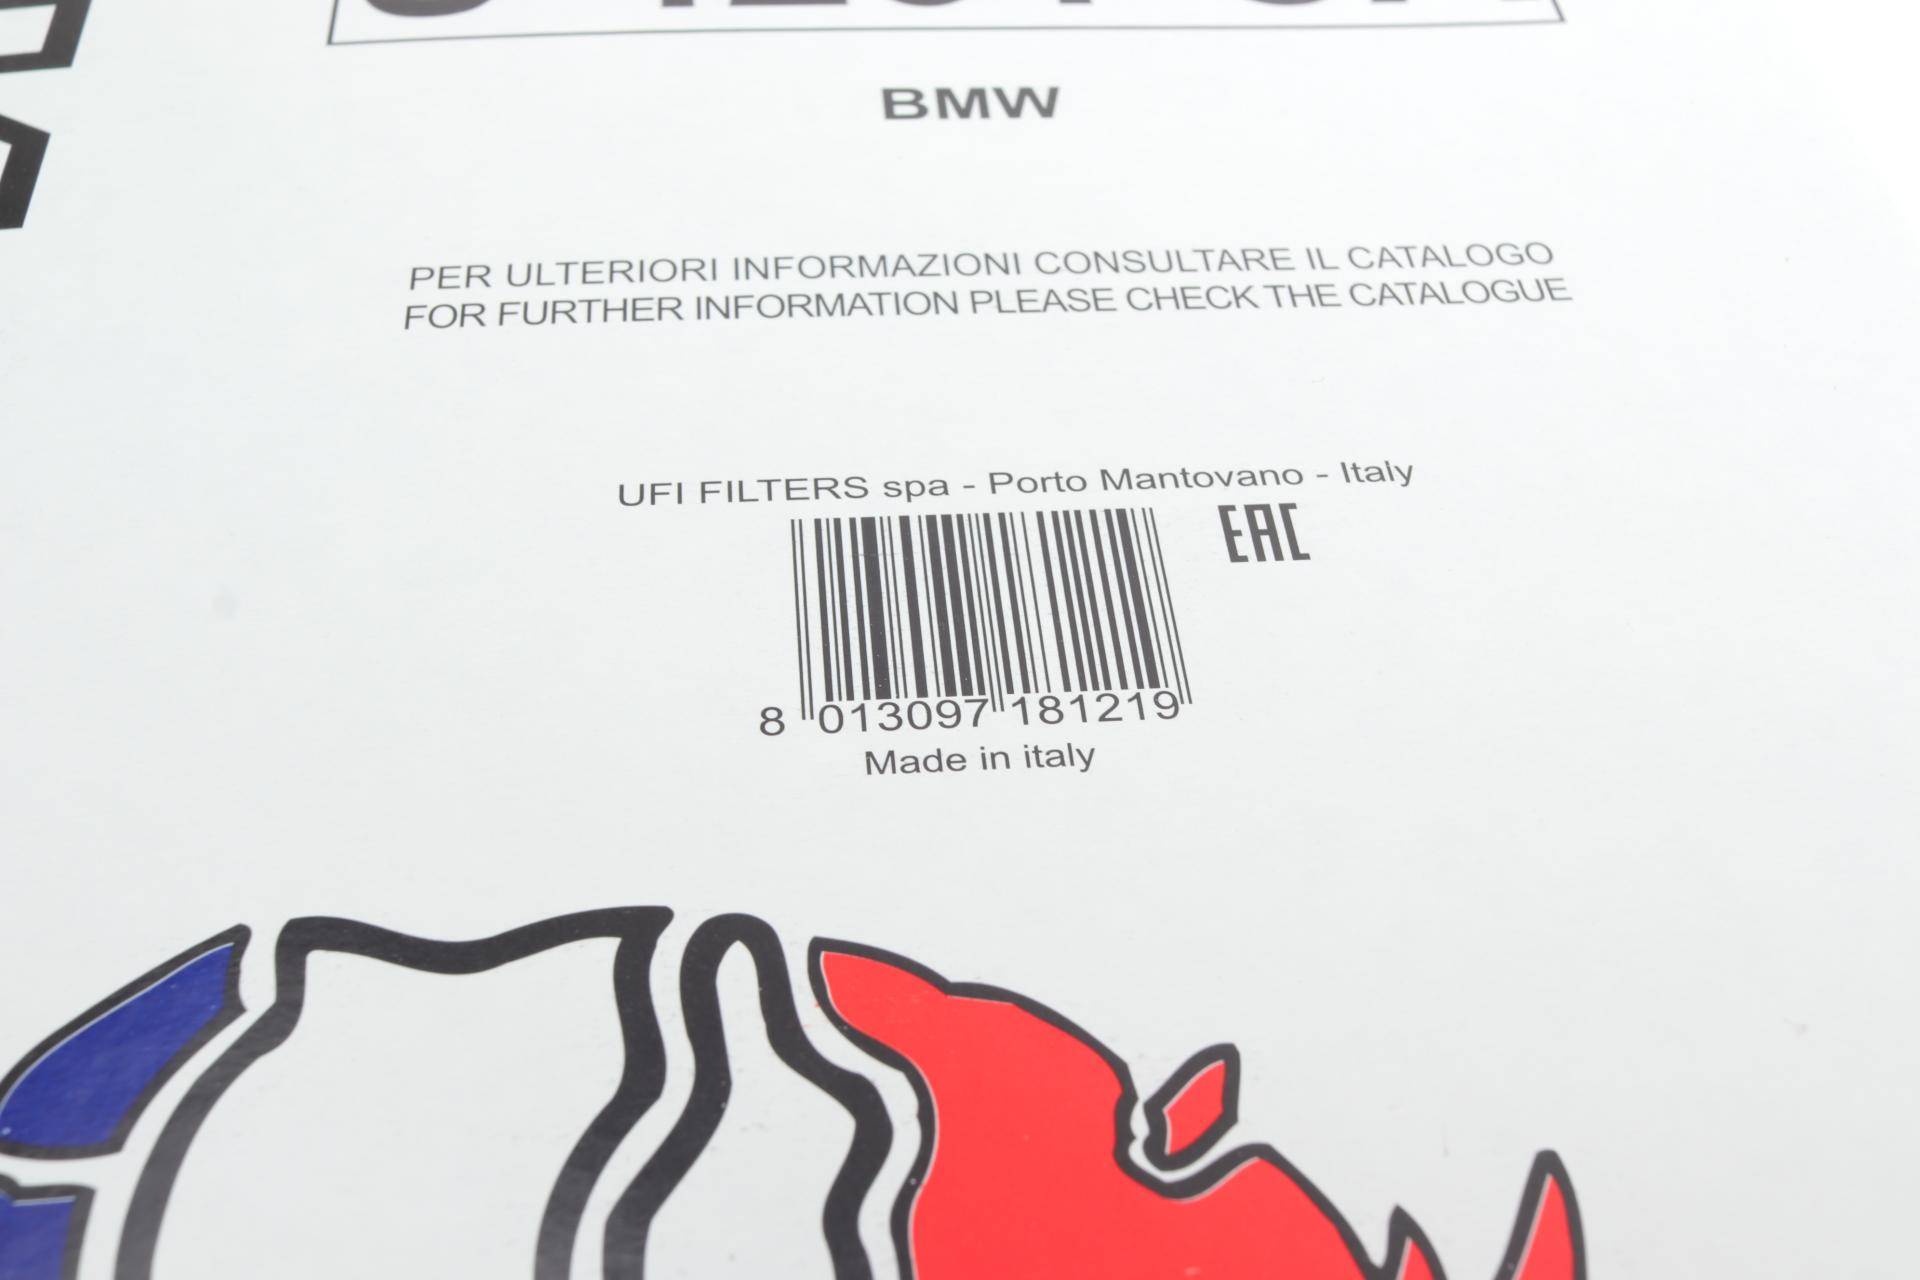 BMW
PER ULTERIORI INFORMAZIONI CONSULTARE IL CATALOGO
FOR FURTHER INFORMATION PLEASE CHECK THE CATALOGUE
UFI FILTERS spa - Porto Mantovano - Italy
EAC
8 013097 181219
Made in italy